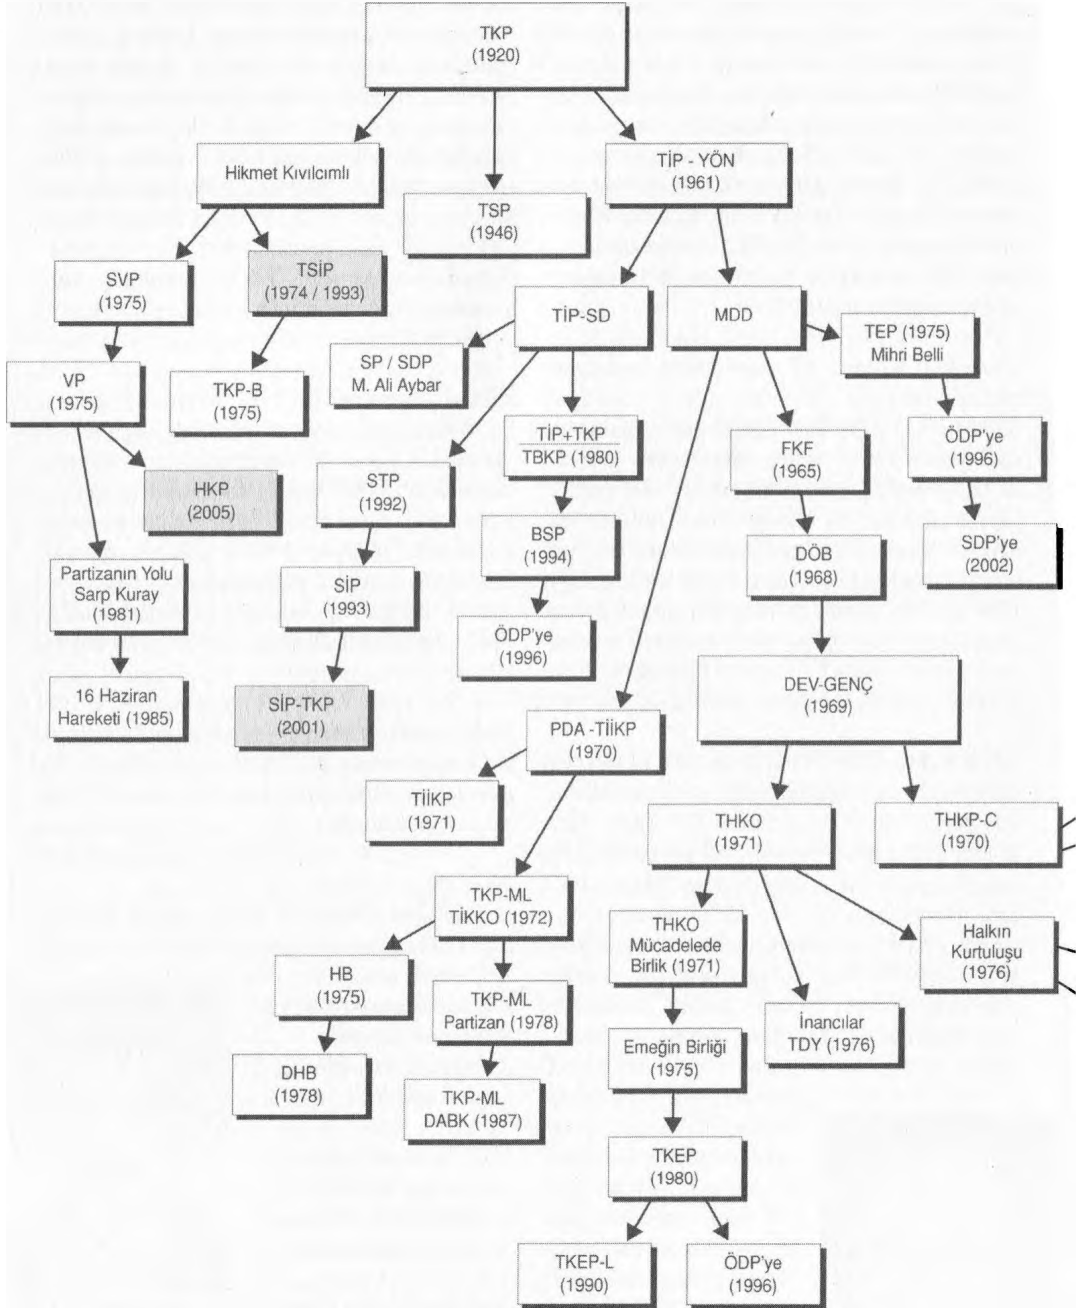 TKP
(1920)
Hikmet Kıvılcımlı
TSP
(1946)
TİP - YÖN
(1961)
SVP
(1975)
TSİP
(1974 / 1993)
TİP-SD
MDD
TEP (1975)
Mihri Belli
VP
(1975)
TKP-B
(1975)
SP / SDP
M. Ali Aybar
TİP+TKP
TBKP (1980)
FKF
(1965)
ÖDP'ye
(1996)
HKP
(2005)
STP
(1992)
BSP
(1994)
DÖB
(1968)
SDP'ye
(2002)
Partizanın Yolu
Sarp Kuray
(1981)
SİP
(1993)
ÖDP'ye
(1996)
16 Haziran
Hareketi (1985)
SİP-TKP
(2001)
PDA -TİİKP
(1970)
DEV-GENÇ
(1969)
TİİKP
(1971)
THKO
(1971)
THKP-C
(1970)
TKP-ML
TİKKO (1972)
THKO
Mücadelede
Birlik (1971)
Halkın
Kurtuluşu
(1976)
HB
(1975)
TKP-ML
Partizan (1978)
İnancılar
TDY (1976)
Emeğin Birliği
(1975)
DHB
(1978)
TKP-ML
DABK (1987)
TKEP
(1980)
TKEP-L
(1990)
ÖDP'ye
(1996)